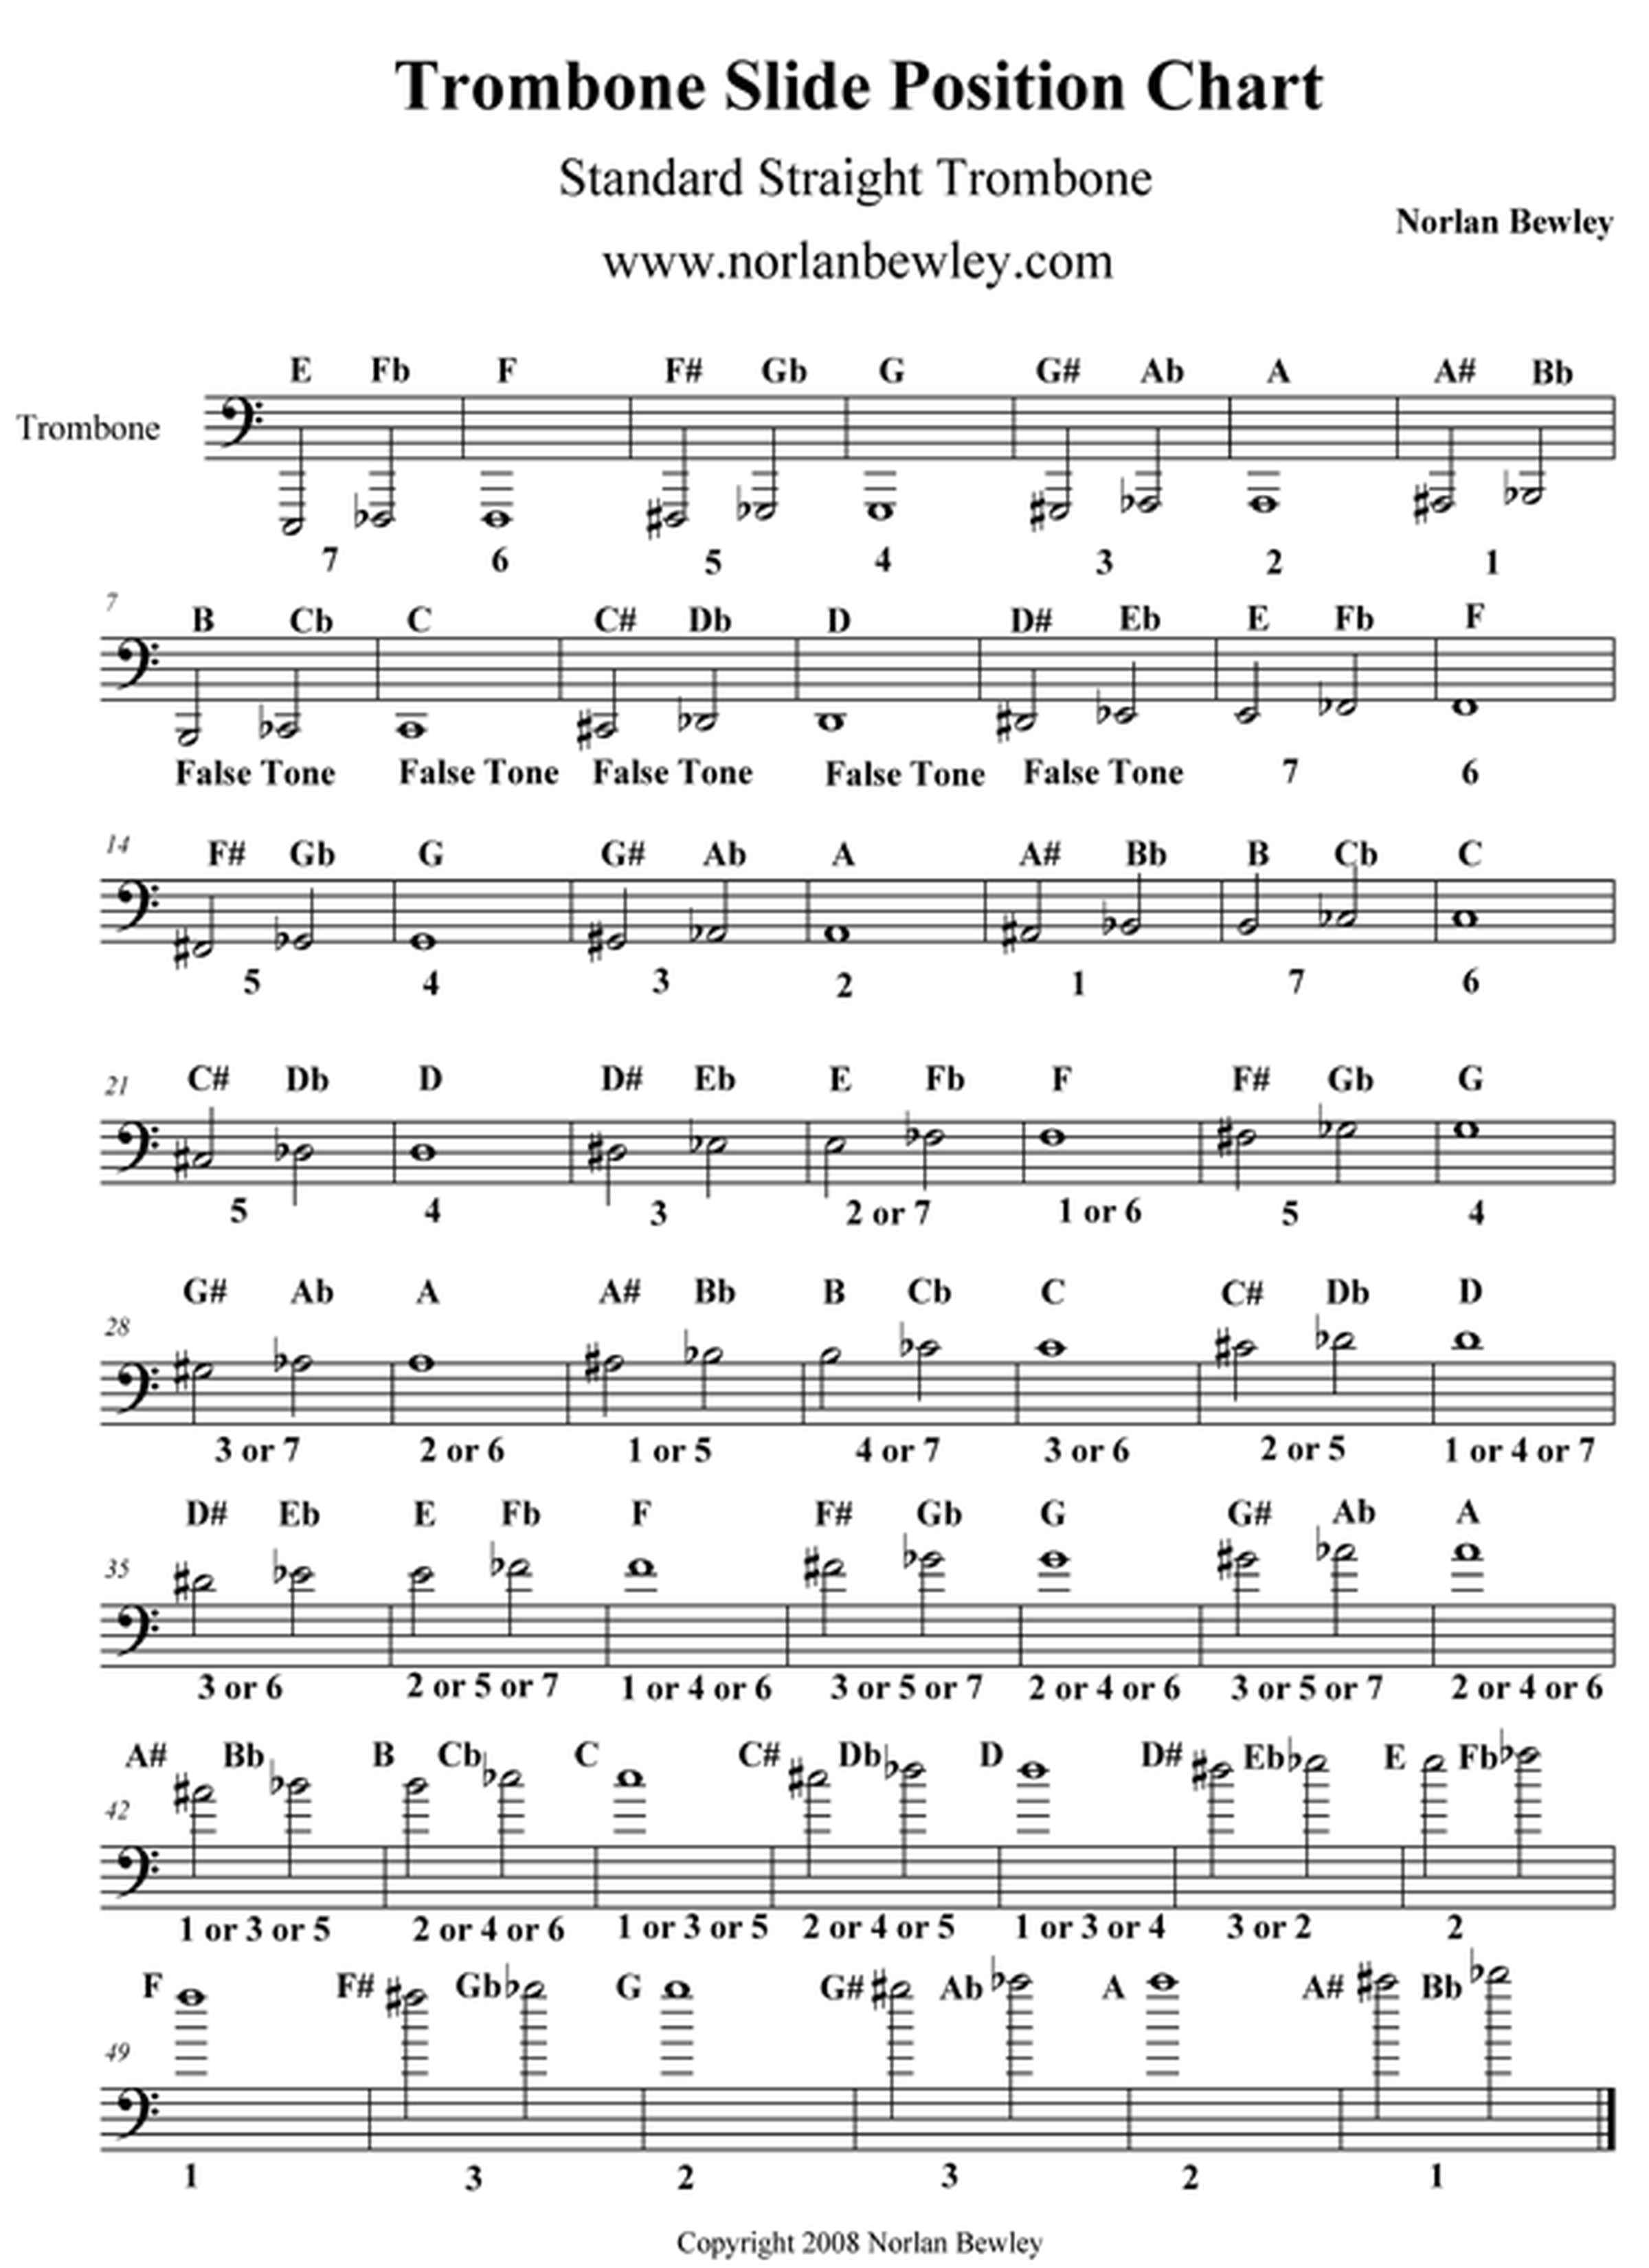 Trombone Slide Position Chart
Standard Straight Trombone
Norlan Bewley
www.norlanbewley.com
E Fb F F# Gb G G# Ab A A# Bb
Trombone
7 6 5 4 3 2 1
7
B Cb C C# Db D D# Eb E Fb F
False Tone False Tone False Tone False Tone False Tone 7 6
14
F# Gb G G# Ab A A# Bb B Cb C
5 4 3 2 1 7 6
21
C# Db D D# Eb E Fb F F# Gb G
5 4 3 2 or 7 1 or 6 5 4
G# Ab A A# Bb B Cb C C# Db D
28
3 or 7 2 or 6 1 or 5 4 or 7 3 or 6 2 or 5 1 or 4 or 7
D# Eb E Fb F F# Gb G G# Ab A
35
3 or 6 2 or 5 or 7 1 or 4 or 6 3 or 5 or 7 2 or 4 or 6 3 or 5 or 7 2 or 4 or 6
A# Bb B Cb C C# Db D D# Eb E Fb
42
1 or 3 or 5 2 or 4 or 6 1 or 3 or 5 2 or 4 or 5 1 or 3 or 4 3 or 2 2
F F# Gb G G# Ab A A# Bb
49
1 3 2 3 2 1
Copyright 2008 Norlan Bewley